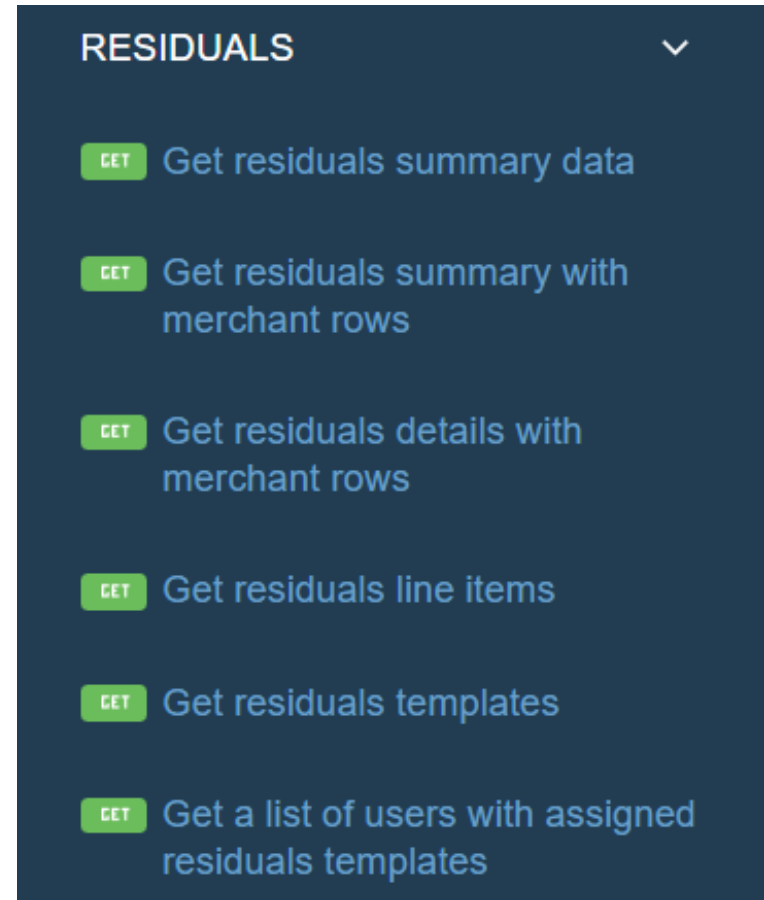 RESIDUALS
GET Get residuals summary data
GET Get residuals summary with
merchant rows
GET Get residuals details with
merchant rows
GET Get residuals line items
GET Get residuals templates
GET Get a list of users with assigned
residuals templates